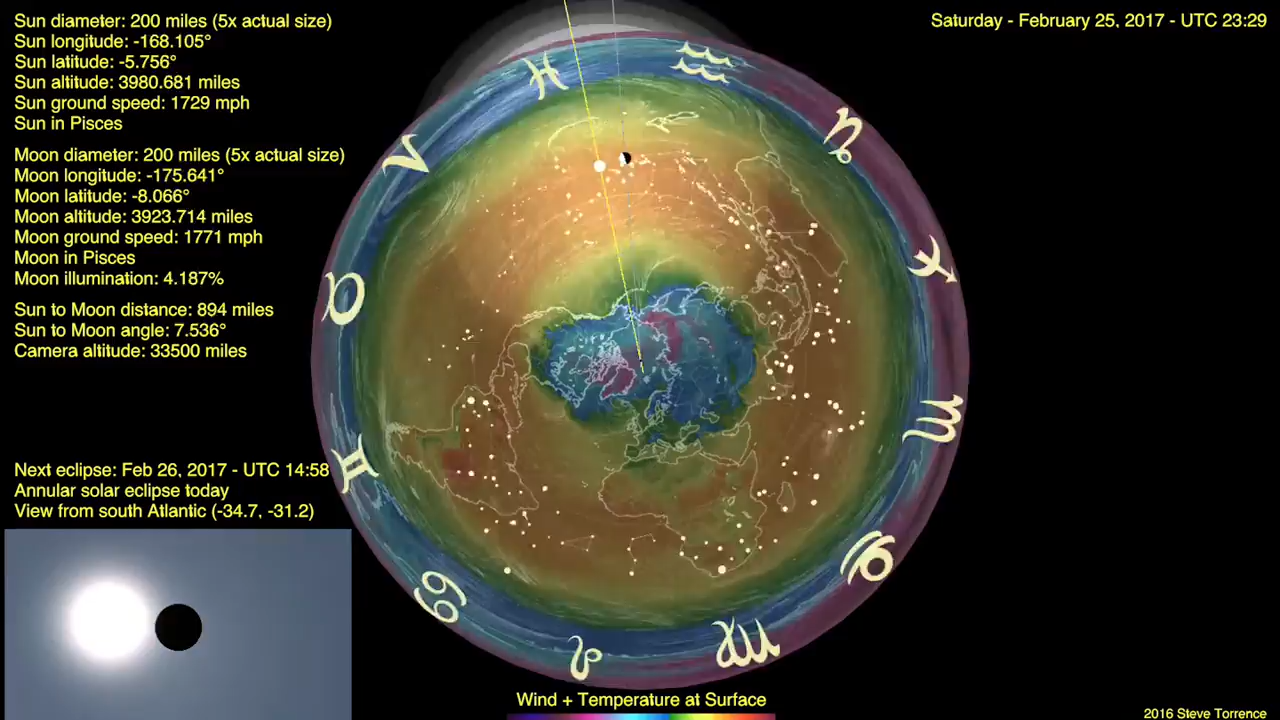 Sun diameter: 200 miles (5x actual size)
Sun longitude: -168.105°
Sun latitude: -5.756°
Sun altitude: 3980.681 miles
Sun ground speed: 1729 mph
Sun in Pisces
Moon diameter: 200 miles (5x actual size)
Moon longitude: -175.641°
Moon latitude: -8.066°
Moon altitude: 3923.714 miles
Moon ground speed: 1771 mph
Moon in Pisces
Moon illumination: 4.187%
Sun to Moon distance: 894 miles
Sun to Moon angle: 7.536°
Camera altitude: 33500 miles
Saturday - February 25, 2017 - UTC 23:29
Next eclipse: Feb 26, 2017 - UTC 14:58
Annular solar eclipse today
View from south Atlantic (-34.7, -31.2)
Wind + Temperature at Surface
2016 Steve Torrence